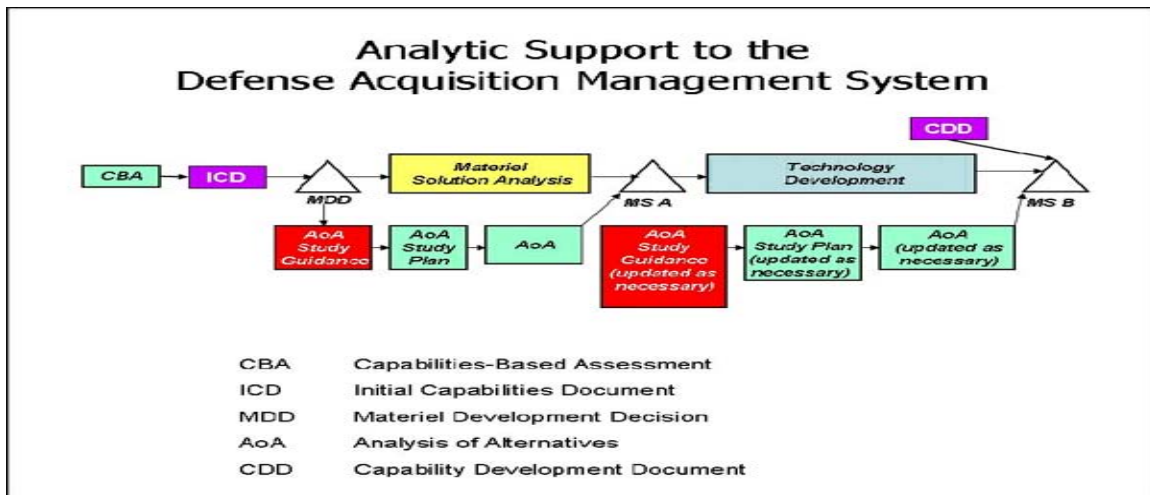 Analytic Support to the
Defense Acquisition Management System
CDD
CBA
ICD
MDD
Materiel
Solution Analysis
MS A
Technology
Development
MS B
AoA
Study
Guidance
AoA
Study
Plan
AoA
AoA
Study
Guidance
(updated as
necessary)
AoA
Study Plan
(updated as
necessary)
AoA
(updated as
necessary)
CBA Capabilities-Based Assessment
ICD Initial Capabilities Document
MDD Materiel Development Decision
AoA Analysis of Alternatives
CDD Capability Development Document